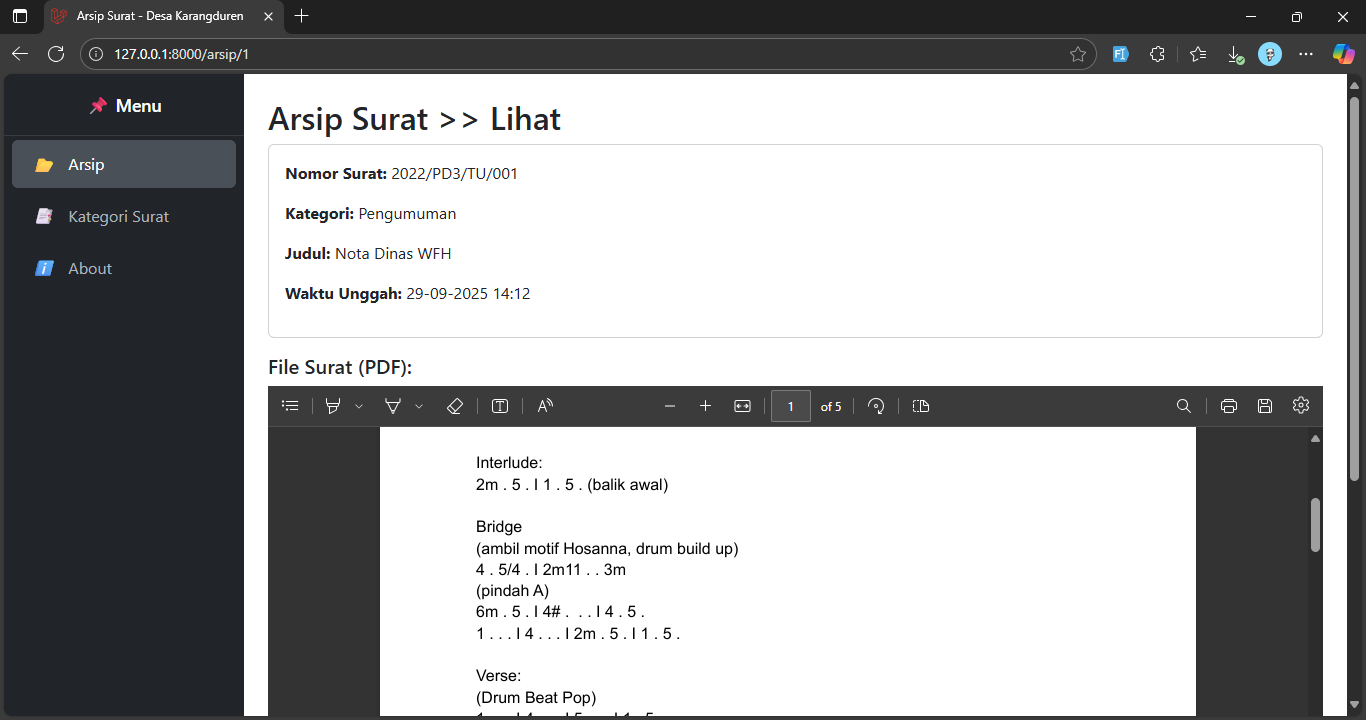 Arsip Surat - Desa Karangduren
127.0.0.1:8000/arsip/1
Menu
Arsip
Kategori Surat
About
Arsip Surat >> Lihat
Nomor Surat: 2022/PD3/TU/001
Kategori: Pengumuman
Judul: Nota Dinas WFH
Waktu Unggah: 29-09-2025 14:12
File Surat (PDF):
1 of 5
Interlude:
2m . 5 . I 1 . 5 . (balik awal)
Bridge
(ambil motif Hosanna, drum build up)
4 . 5/4 . I 2m11 . . 3m
(pindah A)
6m . 5 . I 4# . . . I 4 . 5 .
1 . . . I 4 . . . I 2m . 5 . I 1 . 5 .
Verse:
(Drum Beat Pop)